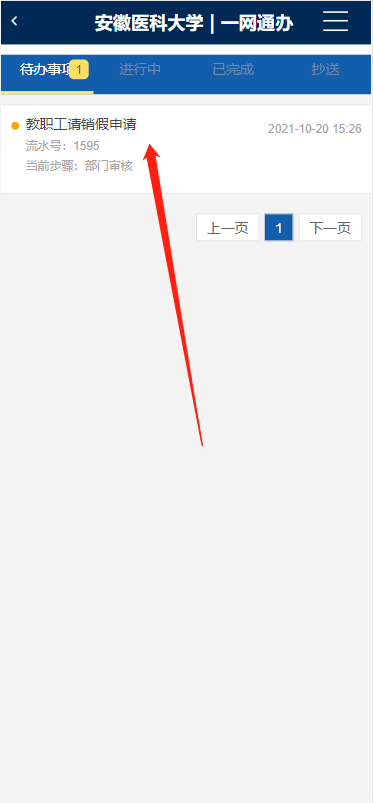 安徽医科大学 | 一网通办
待办事项 1 进行中 已完成 抄送
教职工请销假申请 2021-10-20 15:26
流水号：1595
当前步骤：部门审核
上一页 1 下一页